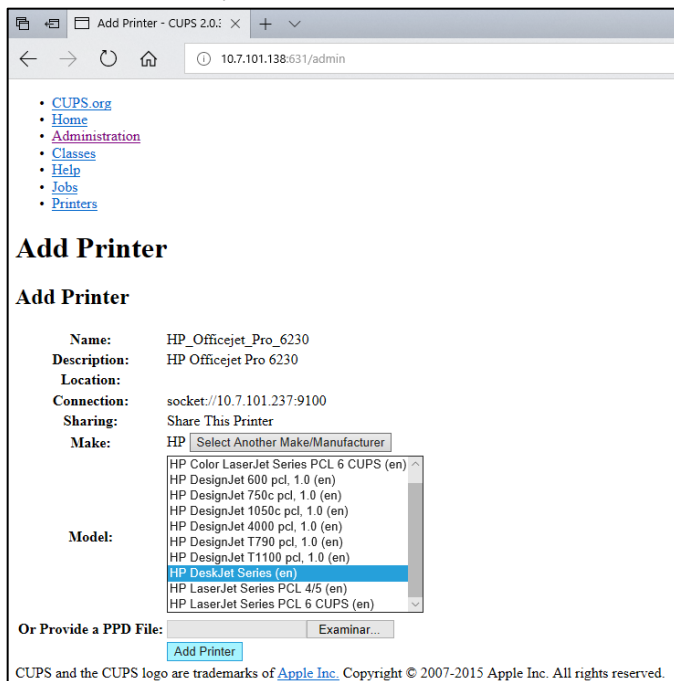 Add Printer - CUPS 2.0.:
10.7.101.138:631/admin
CUPS.org
Home
Administration
Classes
Help
Jobs
Printers
Add Printer
Add Printer
Name: HP_Officejet_Pro_6230
Description: HP Officejet Pro 6230
Location:
Connection: socket://10.7.101.237:9100
Sharing: Share This Printer
Make: HP Select Another Make/Manufacturer
HP Color LaserJet Series PCL 6 CUPS (en)
HP DesignJet 600 pcl, 1.0 (en)
HP DesignJet 750c pcl, 1.0 (en)
HP DesignJet 1050c pcl, 1.0 (en)
HP DesignJet 4000 pcl, 1.0 (en)
Model: HP DesignJet T790 pcl, 1.0 (en)
HP DesignJet T1100 pcl, 1.0 (en)
HP DeskJet Series (en)
HP LaserJet Series PCL 4/5 (en)
HP LaserJet Series PCL 6 CUPS (en)
Or Provide a PPD File: Examinar...
Add Printer
CUPS and the CUPS logo are trademarks of Apple Inc. Copyright © 2007-2015 Apple Inc. All rights reserved.